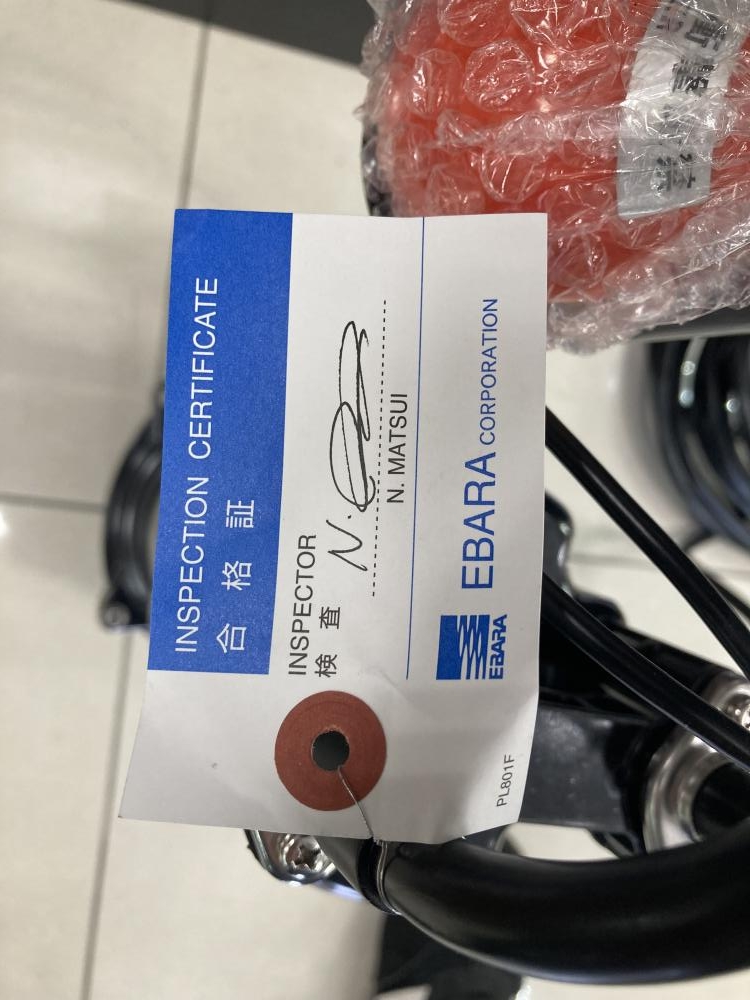 INSPECTION CERTIFICATE
合格証
INSPECTOR
検査
N.
N. MATSUI
EBARA
EBARA CORPORATION
PL801F